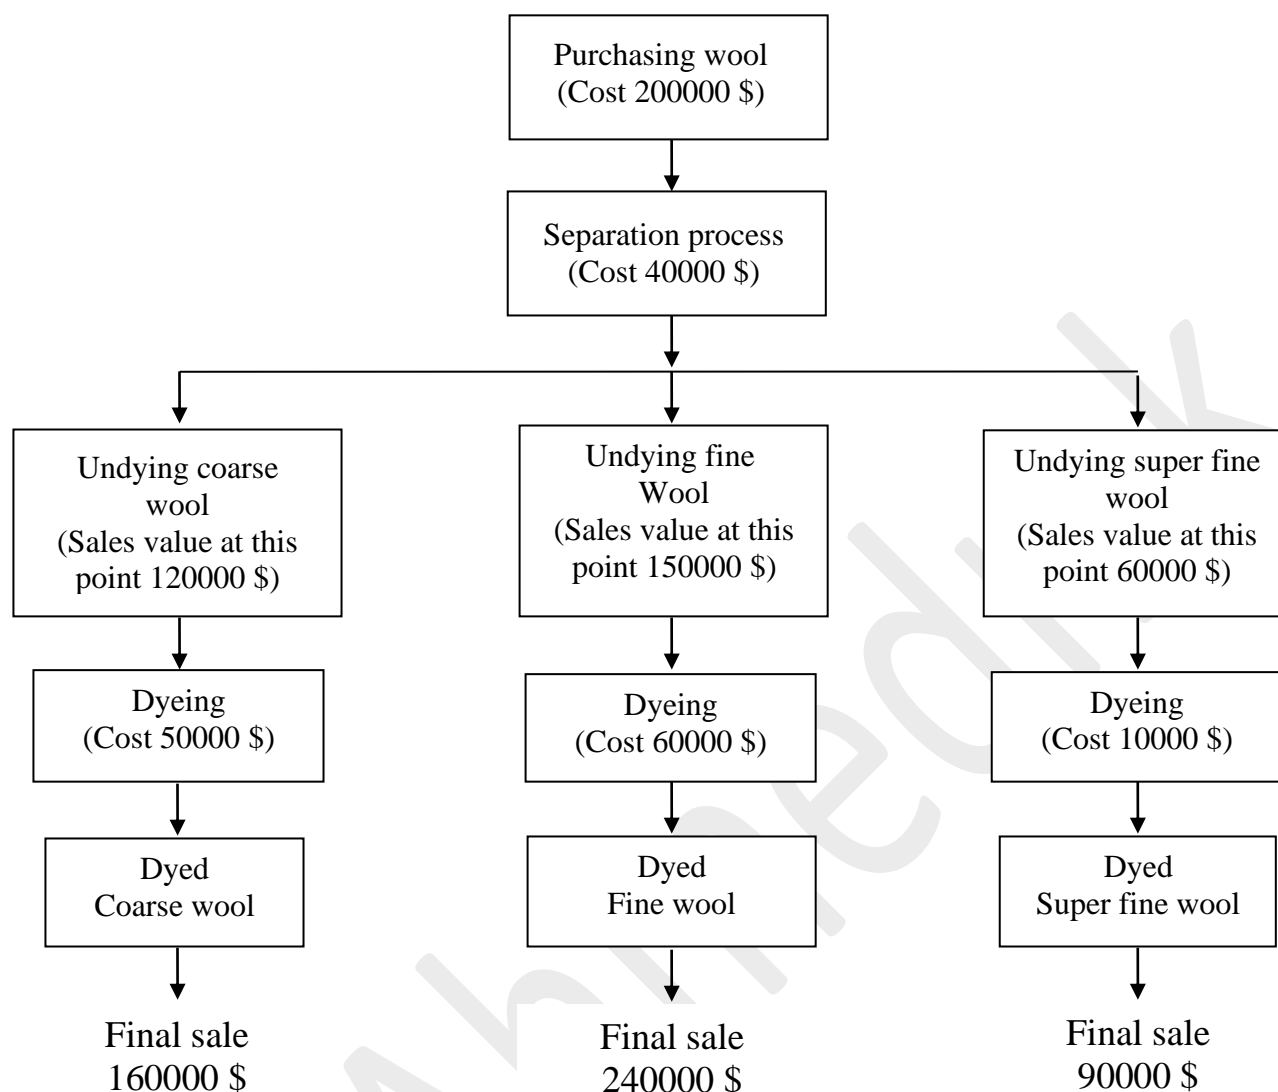 Purchasing wool
(Cost 200000 $)
Separation process
(Cost 40000 $)
Undying coarse
wool
(Sales value at this
point 120000 $)
Undying fine
Wool
(Sales value at this
point 150000 $)
Undying super fine
wool
(Sales value at this
point 60000 $)
Dyeing
(Cost 50000 $)
Dyeing
(Cost 60000 $)
Dyeing
(Cost 10000 $)
Dyed
Coarse wool
Dyed
Fine wool
Dyed
Super fine wool
Final sale
160000 $
Final sale
240000 $
Final sale
90000 $